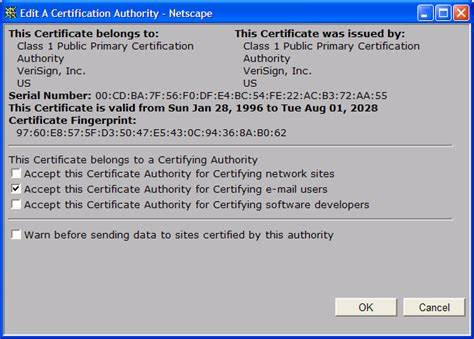 Edit A Certification Authority - Netscape
This Certificate belongs to: This Certificate was issued by:
Class 1 Public Primary Certification Class 1 Public Primary Certification
Authority Authority
VeriSign, Inc. VeriSign, Inc.
US US
Serial Number: 00:CD:BA:7F:56:F0:DF:E4:BC:54:FE:22:AC:B3:72:AA:55
This Certificate is valid from Sun Jan 28, 1996 to Tue Aug 01, 2028
Certificate Fingerprint:
97:60:E8:57:5F:D3:50:47:E5:43:0C:94:36:8A:B0:62
This Certificate belongs to a Certifying Authority
Accept this Certificate Authority for Certifying network sites
Accept this Certificate Authority for Certifying e-mail users
Accept this Certificate Authority for Certifying software developers
Warn before sending data to sites certified by this authority
OK Cancel